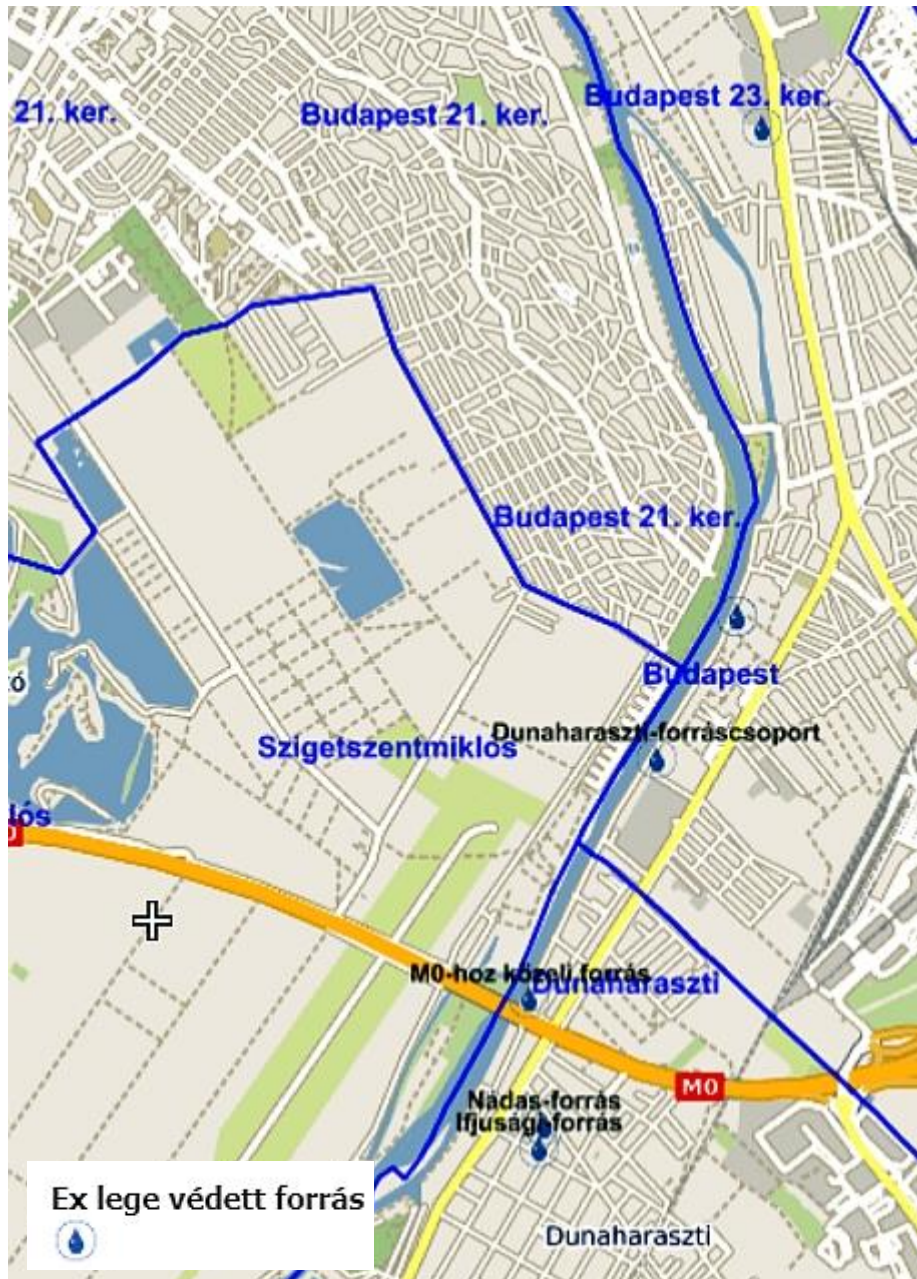 Budapest 23. ker.
21. ker.
Budapest 21. ker.
Budapest 21. ker.
Budapest
Dunaharaszti-forráscsoport
Szigetszentmiklós
M0-hoz közeli forrás
Dunaharaszti
M0
Nádas-forrás
Ifjusági-forrás
Ex lege védett forrás
Dunaharaszti